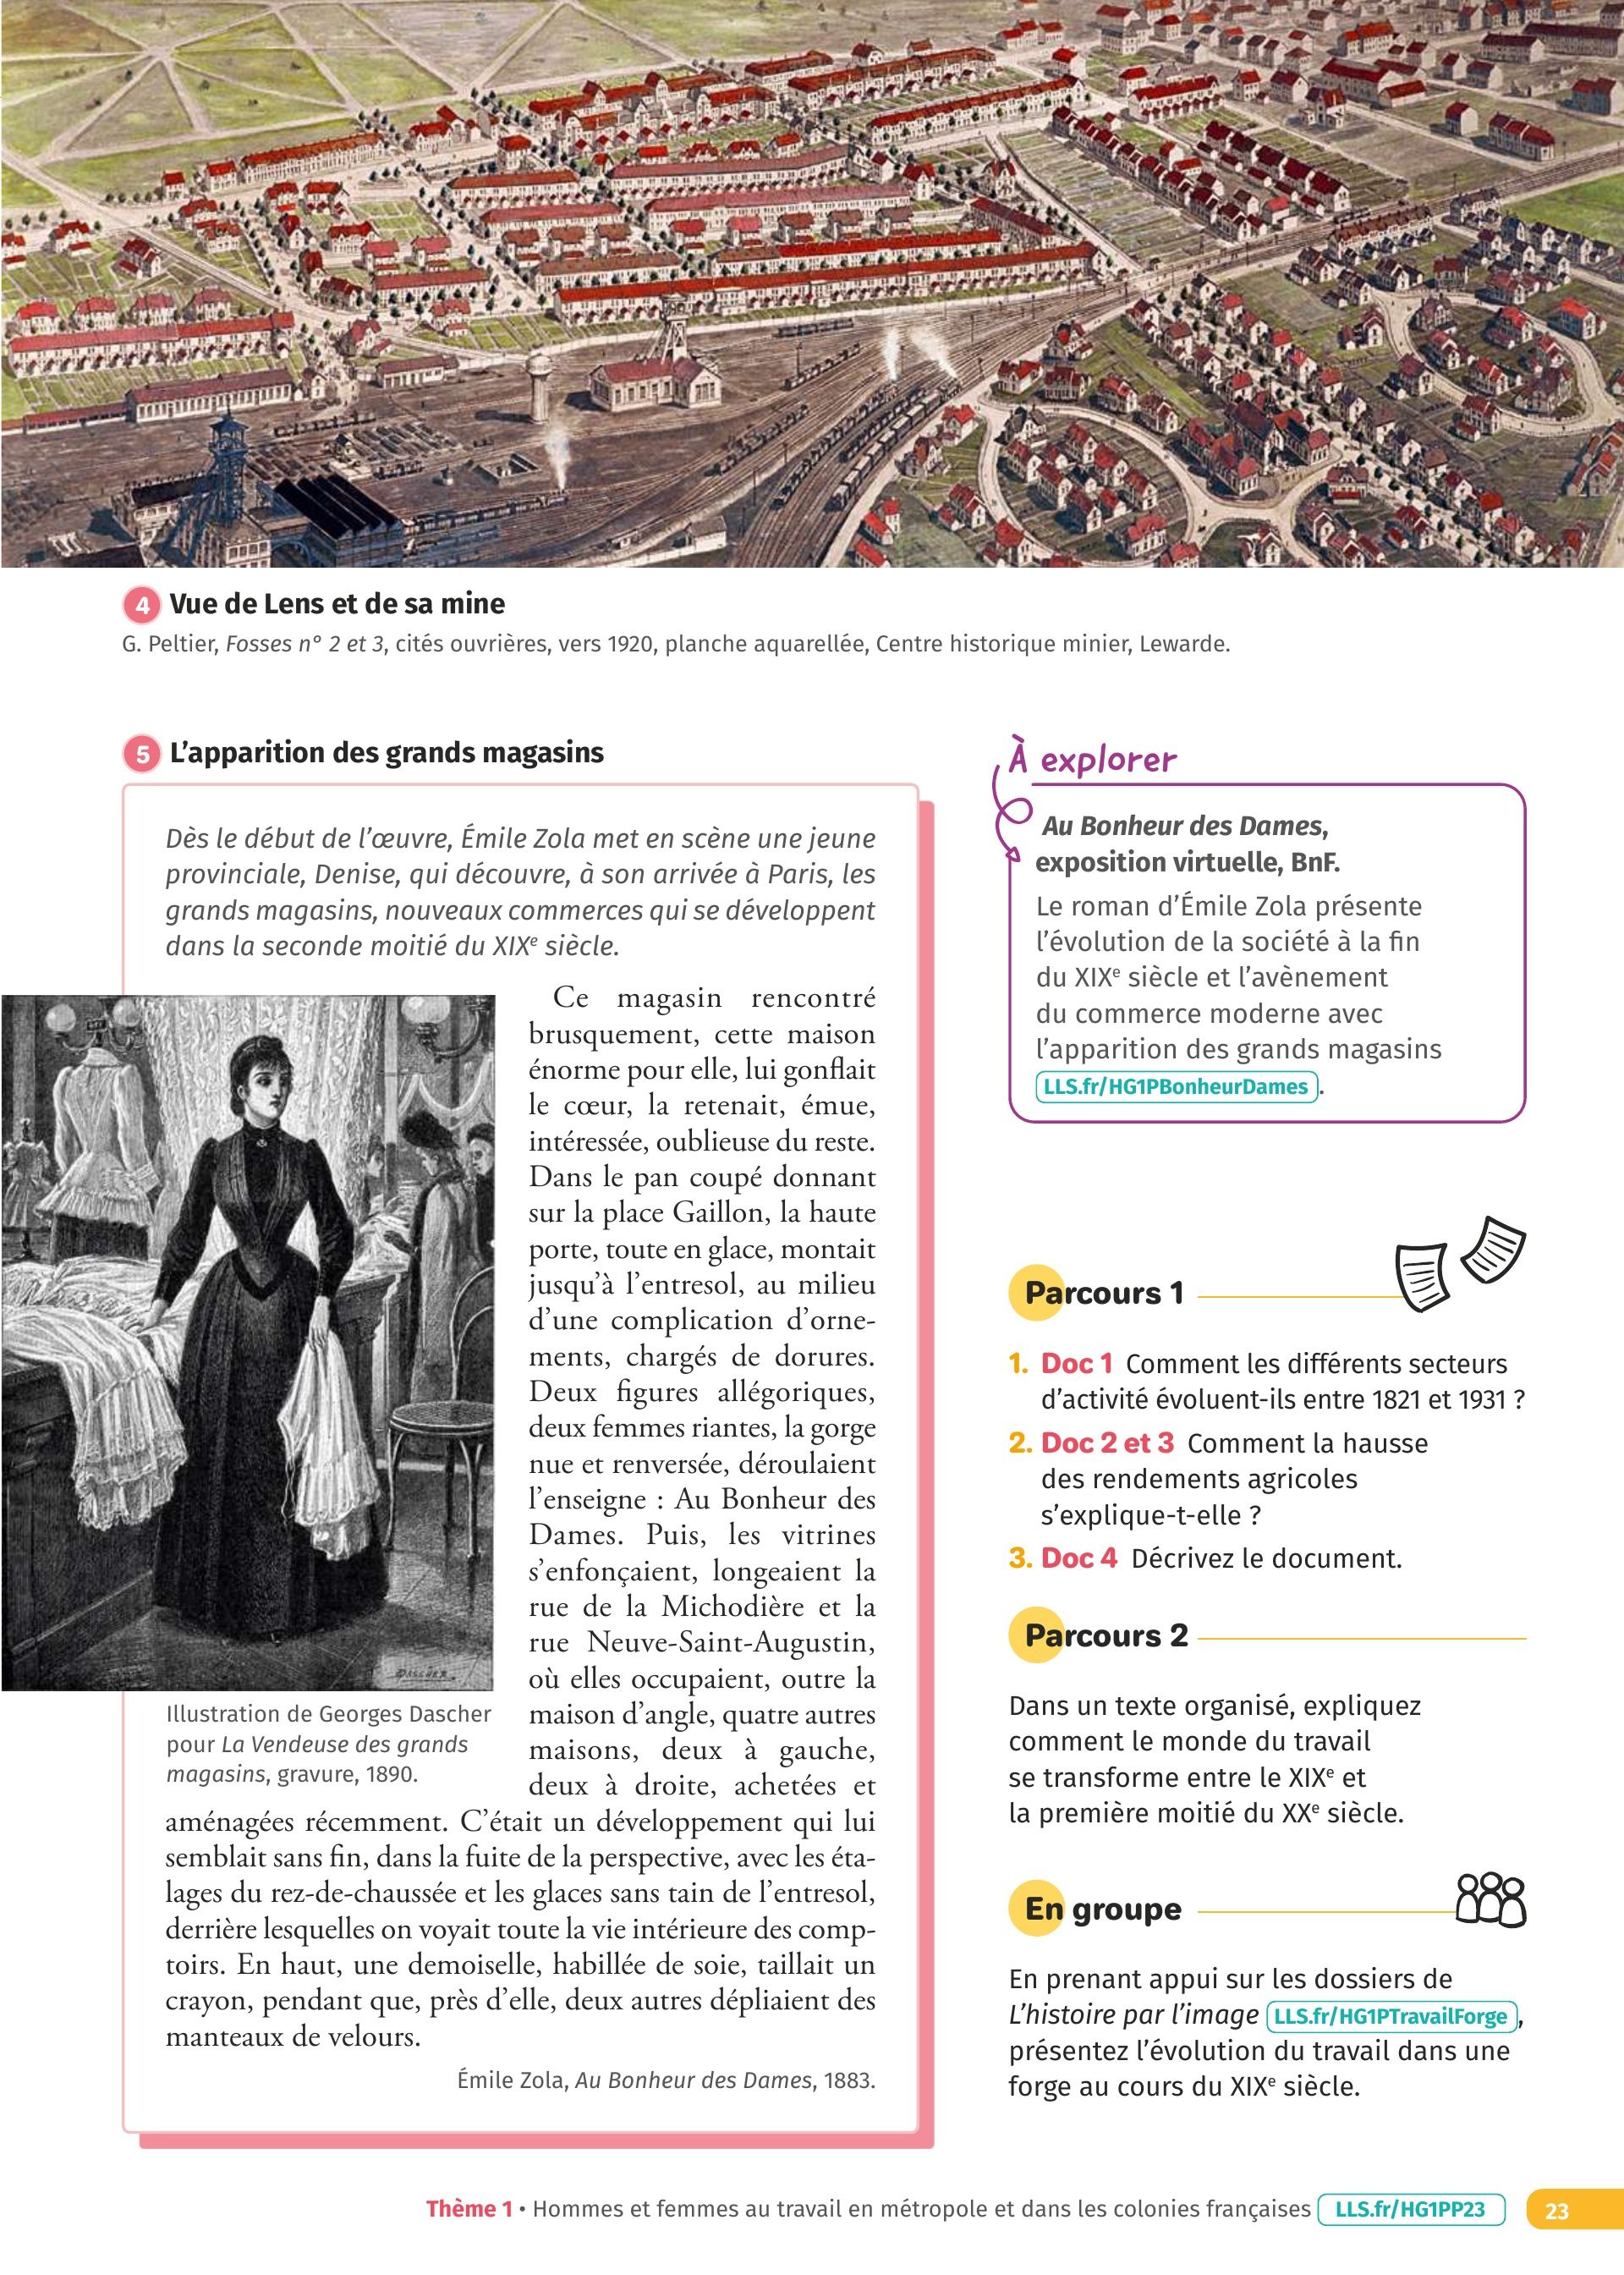 4 Vue de Lens et de sa mine
G. Peltier, Fosses n° 2 et 3, cités ouvrières, vers 1920, planche aquarellée, Centre historique minier, Lewarde.
5 L’apparition des grands magasins
Dès le début de l’œuvre, Émile Zola met en scène une jeune
provinciale, Denise, qui découvre, à son arrivée à Paris, les
grands magasins, nouveaux commerces qui se développent
dans la seconde moitié du XIXe siècle.
Ce magasin rencontré
brusquement, cette maison
énorme pour elle, lui gonflait
le cœur, la retenait, émue,
intéressée, oublieuse du reste.
Dans le pan coupé donnant
sur la place Gaillon, la haute
porte, toute en glace, montait
jusqu’à l’entresol, au milieu
d’une complication d’orne-
ments, chargés de dorures.
Deux figures allégoriques,
deux femmes riantes, la gorge
nue et renversée, déroulaient
l’enseigne : Au Bonheur des
Dames. Puis, les vitrines
s’enfonçaient, longeaient la
rue de la Michodière et la
rue Neuve-Saint-Augustin,
où elles occupaient, outre la
maison d’angle, quatre autres
maisons, deux à gauche,
deux à droite, achetées et
aménagées récemment. C’était un développement qui lui
semblait sans fin, dans la fuite de la perspective, avec les éta-
lages du rez-de-chaussée et les glaces sans tain de l’entresol,
derrière lesquelles on voyait toute la vie intérieure des comp-
toirs. En haut, une demoiselle, habillée de soie, taillait un
crayon, pendant que, près d’elle, deux autres dépliaient des
manteaux de velours.
Émile Zola, Au Bonheur des Dames, 1883.
DASCHER
Illustration de Georges Dascher
pour La Vendeuse des grands
magasins, gravure, 1890.
À explorer
Au Bonheur des Dames,
exposition virtuelle, BnF.
Le roman d’Émile Zola présente
l’évolution de la société à la fin
du XIXe siècle et l’avènement
du commerce moderne avec
l’apparition des grands magasins
LLS.fr/HG1PBonheurDames.
Parcours 1
1. Doc 1 Comment les différents secteurs
d’activité évoluent-ils entre 1821 et 1931 ?
2. Doc 2 et 3 Comment la hausse
des rendements agricoles
s’explique-t-elle ?
3. Doc 4 Décrivez le document.
Parcours 2
Dans un texte organisé, expliquez
comment le monde du travail
se transforme entre le XIXe et
la première moitié du XXe siècle.
En groupe
En prenant appui sur les dossiers de
L’histoire par l’image LLS.fr/HG1PTravailForge,
présentez l’évolution du travail dans une
forge au cours du XIXe siècle.
Thème 1 • Hommes et femmes au travail en métropole et dans les colonies françaises LLS.fr/HG1PP23 23